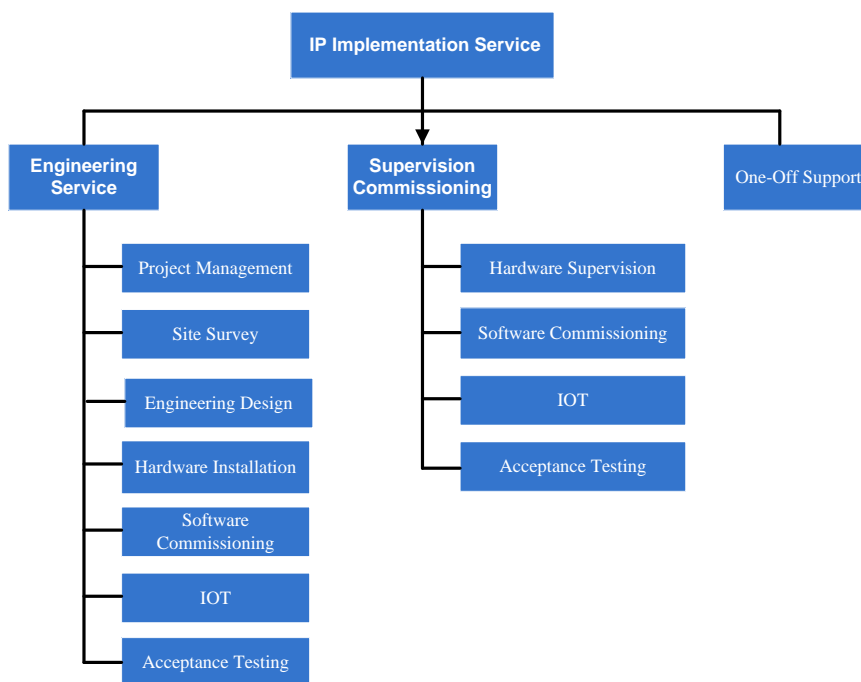 IP Implementation Service
Engineering
Service
Supervision
Commissioning
One-Off Support
Project Management
Site Survey
Engineering Design
Hardware Installation
Software
Commissioning
IOT
Acceptance Testing
Hardware Supervision
Software Commissioning
IOT
Acceptance Testing